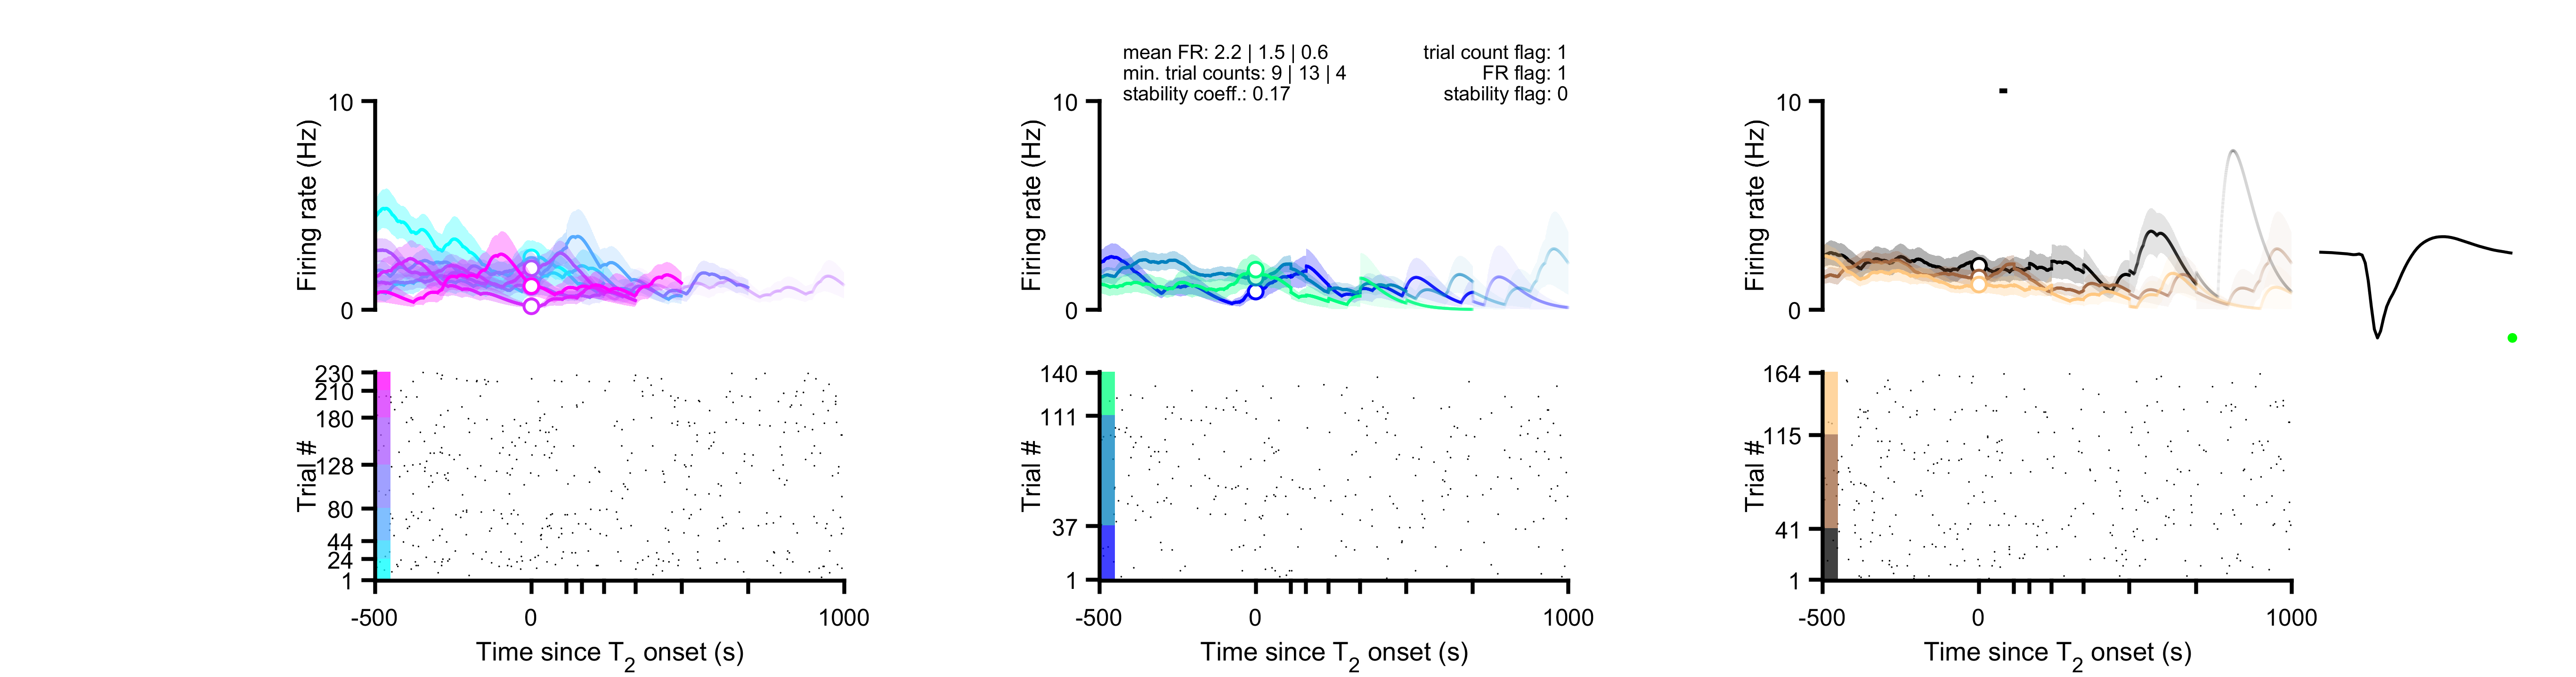 mean FR: 2.2 | 1.5 | 0.6
min. trial counts: 9 | 13 | 4
stability coeff.: 0.17
trial count flag: 1
FR flag: 1
stability flag: 0
10
Firing rate (Hz)
0
230
210
180
128
80
44
24
1
Trial #
-500
0
1000
Time since T2 onset (s)
10
Firing rate (Hz)
0
140
111
37
1
Trial #
-500
0
1000
Time since T2 onset (s)
10
Firing rate (Hz)
0
164
115
41
1
Trial #
-500
0
1000
Time since T2 onset (s)